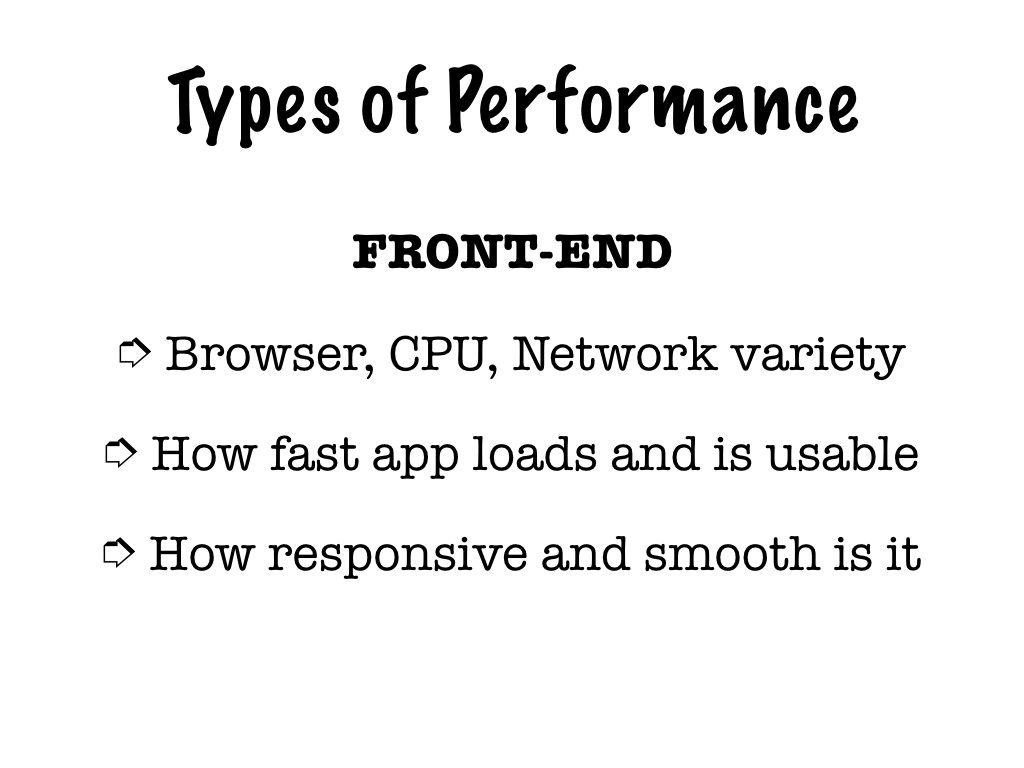 Types of Performance
FRONT-END
➩ Browser, CPU, Network variety
➩ How fast app loads and is usable
➩ How responsive and smooth is it